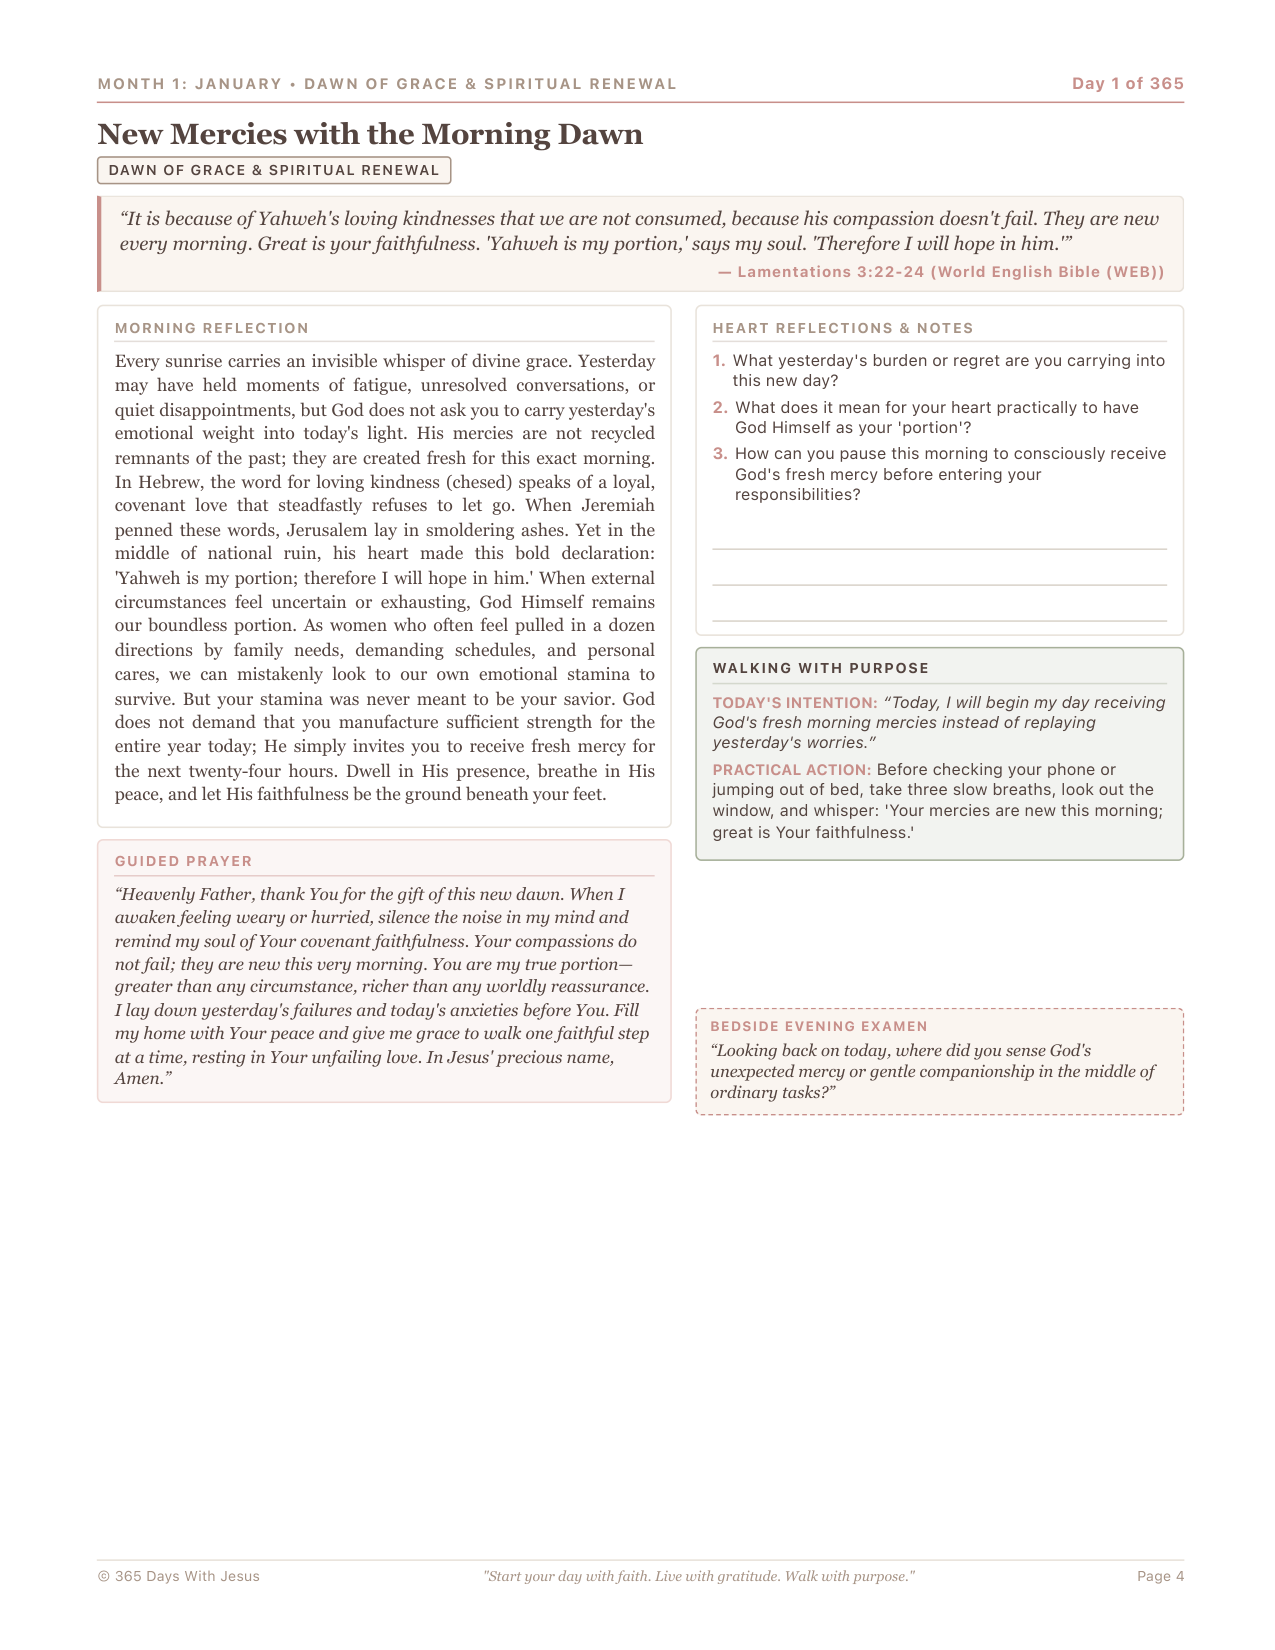 MONTH 1: JANUARY • DAWN OF GRACE & SPIRITUAL RENEWAL
Day 1 of 365
New Mercies with the Morning Dawn
DAWN OF GRACE & SPIRITUAL RENEWAL
“It is because of Yahweh's loving kindnesses that we are not consumed, because his compassion doesn't fail. They are new
every morning. Great is your faithfulness. 'Yahweh is my portion,' says my soul. 'Therefore I will hope in him.'”
— Lamentations 3:22-24 (World English Bible (WEB))
MORNING REFLECTION
Every sunrise carries an invisible whisper of divine grace. Yesterday
may have held moments of fatigue, unresolved conversations, or
quiet disappointments, but God does not ask you to carry yesterday's
emotional weight into today's light. His mercies are not recycled
remnants of the past; they are created fresh for this exact morning.
In Hebrew, the word for loving kindness (chesed) speaks of a loyal,
covenant love that steadfastly refuses to let go. When Jeremiah
penned these words, Jerusalem lay in smoldering ashes. Yet in the
middle of national ruin, his heart made this bold declaration:
'Yahweh is my portion; therefore I will hope in him.' When external
circumstances feel uncertain or exhausting, God Himself remains
our boundless portion. As women who often feel pulled in a dozen
directions by family needs, demanding schedules, and personal
cares, we can mistakenly look to our own emotional stamina to
survive. But your stamina was never meant to be your savior. God
does not demand that you manufacture sufficient strength for the
entire year today; He simply invites you to receive fresh mercy for
the next twenty-four hours. Dwell in His presence, breathe in His
peace, and let His faithfulness be the ground beneath your feet.
GUIDED PRAYER
“Heavenly Father, thank You for the gift of this new dawn. When I
awaken feeling weary or hurried, silence the noise in my mind and
remind my soul of Your covenant faithfulness. Your compassions do
not fail; they are new this very morning. You are my true portion—
greater than any circumstance, richer than any worldly reassurance.
I lay down yesterday's failures and today's anxieties before You. Fill
my home with Your peace and give me grace to walk one faithful step
at a time, resting in Your unfailing love. In Jesus' precious name,
Amen.”
HEART REFLECTIONS & NOTES
1. What yesterday's burden or regret are you carrying into
this new day?
2. What does it mean for your heart practically to have
God Himself as your 'portion'?
3. How can you pause this morning to consciously receive
God's fresh mercy before entering your
responsibilities?
WALKING WITH PURPOSE
TODAY'S INTENTION: “Today, I will begin my day receiving
God's fresh morning mercies instead of replaying
yesterday's worries.”
PRACTICAL ACTION: Before checking your phone or
jumping out of bed, take three slow breaths, look out the
window, and whisper: 'Your mercies are new this morning;
great is Your faithfulness.'
BEDSIDE EVENING EXAMEN
“Looking back on today, where did you sense God's
unexpected mercy or gentle companionship in the middle of
ordinary tasks?”
© 365 Days With Jesus
"Start your day with faith. Live with gratitude. Walk with purpose."
Page 4